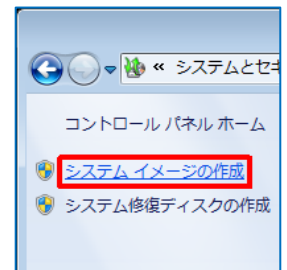 « システムとセキ
コントロール パネル ホーム
システム イメージの作成
システム修復ディスクの作成